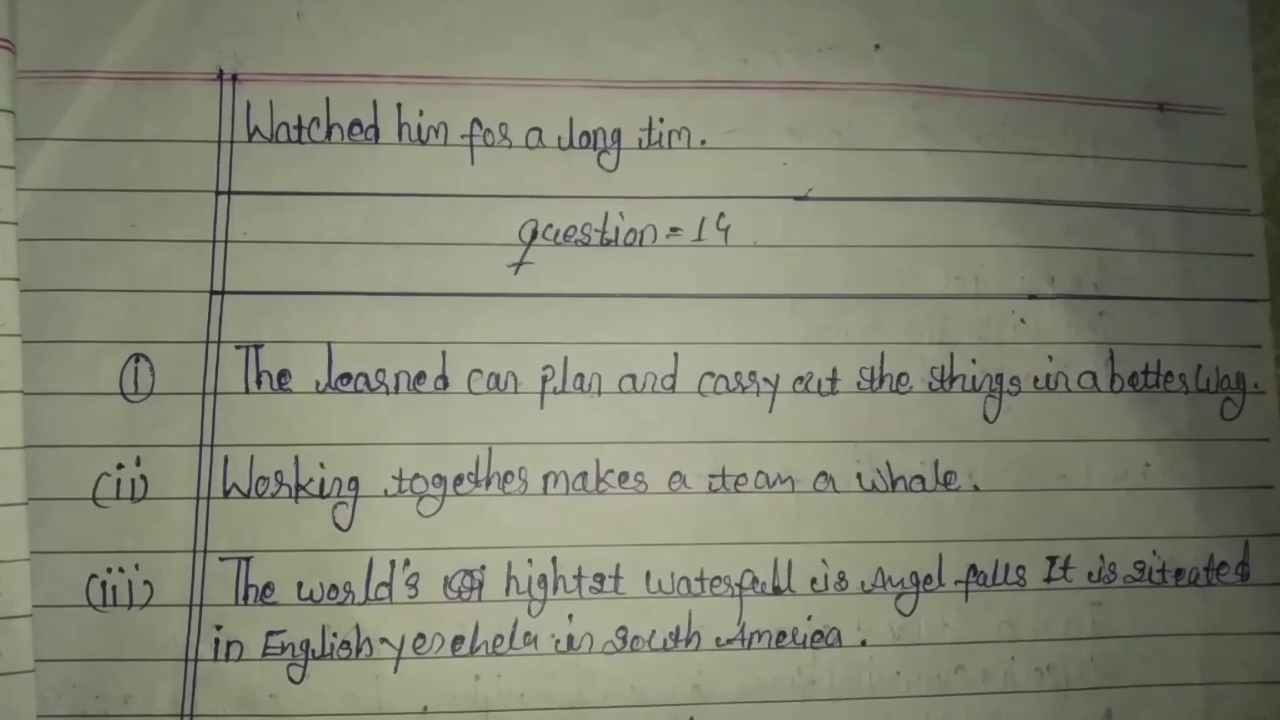 Watched him for a long tim.
question = 14
(i) The learned can plan and carry out the things in a better way.
(ii) Working together makes a team a whole.
(iii) The world's hightst waterfall is Angel falls It is siteated
in English yenehela in South America.